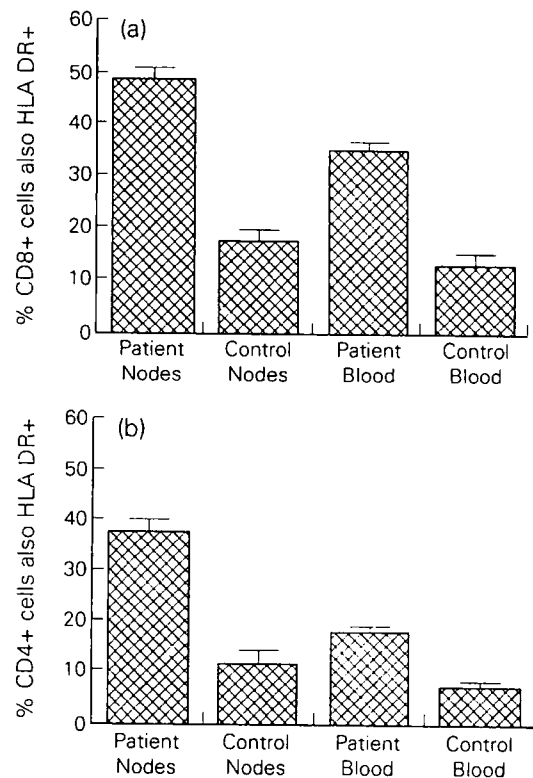 (a)
% CD8+ cells also HLA DR+
60
50
40
30
20
10
0
Patient Nodes
Control Nodes
Patient Blood
Control Blood
(b)
% CD4+ cells also HLA DR+
60
50
40
30
20
10
0
Patient Nodes
Control Nodes
Patient Blood
Control Blood